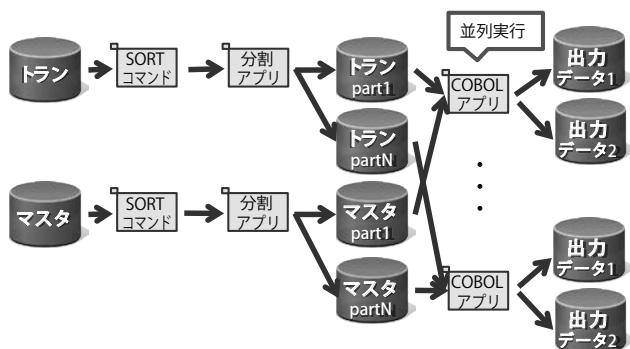 並列実行
トラン
SORT
コマンド
分割
アプリ
トラン
part1
COBOL
アプリ
出力
データ1
トラン
partN
出力
データ2
・
・
・
マスタ
SORT
コマンド
分割
アプリ
マスタ
part1
マスタ
partN
COBOL
アプリ
出力
データ1
出力
データ2